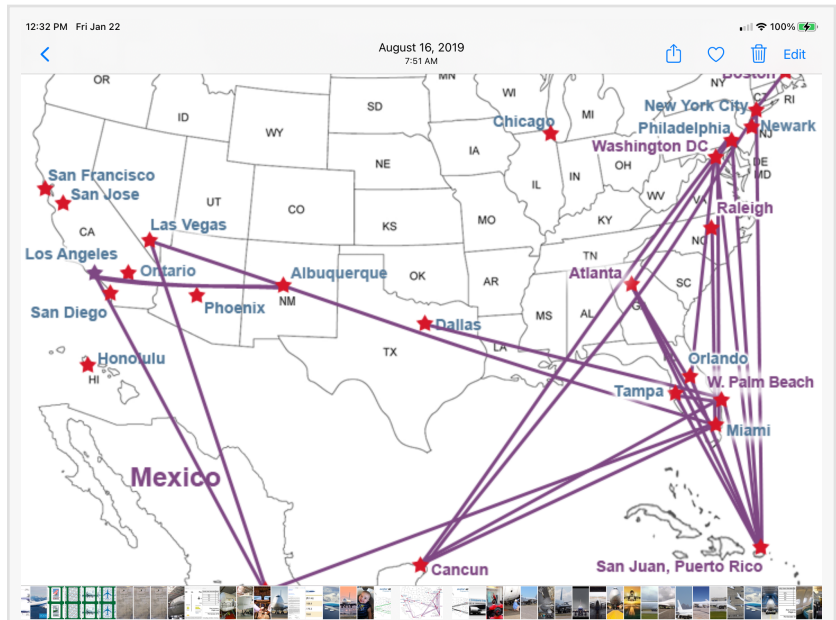 12:32 PM Fri Jan 22
100%
August 16, 2019
7:51 AM
Edit
OR
MN
WI
NY
Boston
CT
RI
ID
SD
MI
New York City
WY
Chicago
Philadelphia
Newark
NJ
IA
Washington DC
NE
OH
DE
MD
San Francisco
IL
IN
San Jose
UT
CO
WV
VA
MO
KY
Raleigh
Las Vegas
KS
CA
NC
Los Angeles
TN
Ontario
Albuquerque
OK
AR
Atlanta
SC
NM
Phoenix
San Diego
MS
AL
Dallas
LA
TX
Honolulu
Orlando
HI
W. Palm Beach
Tampa
Miami
Mexico
Cancun
San Juan, Puerto Rico